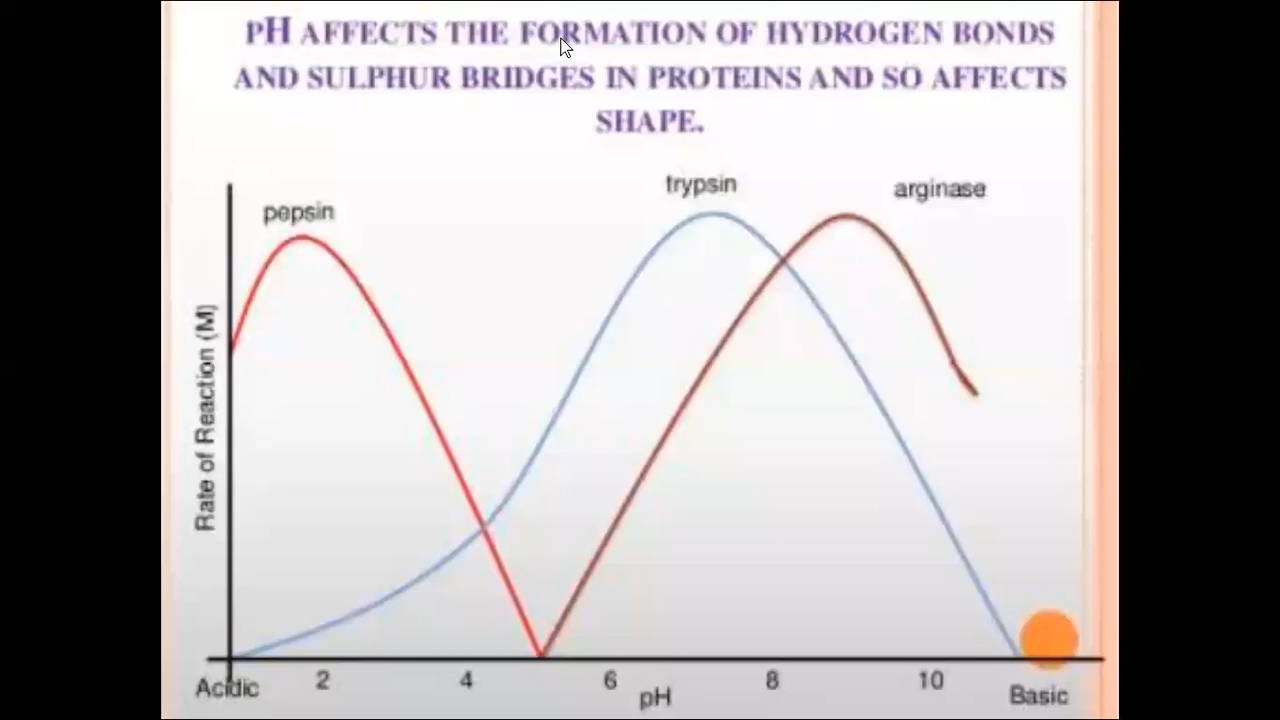 pH AFFECTS THE FORMATION OF HYDROGEN BONDS
AND SULPHUR BRIDGES IN PROTEINS AND SO AFFECTS
SHAPE.
trypsin
arginase
pepsin
Rate of Reaction (M)
Acidic
2
4
6
8
10
pH
Basic